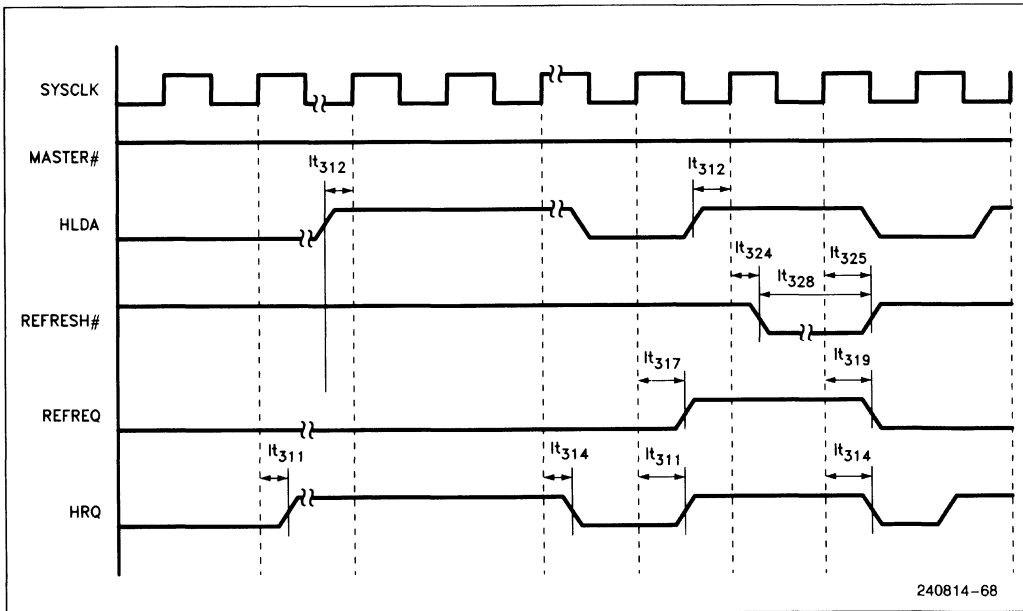 SYSCLK
MASTER#
lt312 lt312
HLDA
lt324 lt325
lt328
REFRESH#
lt317 lt319
REFREQ
lt311 lt314 lt311 lt314
HRQ
240814-68